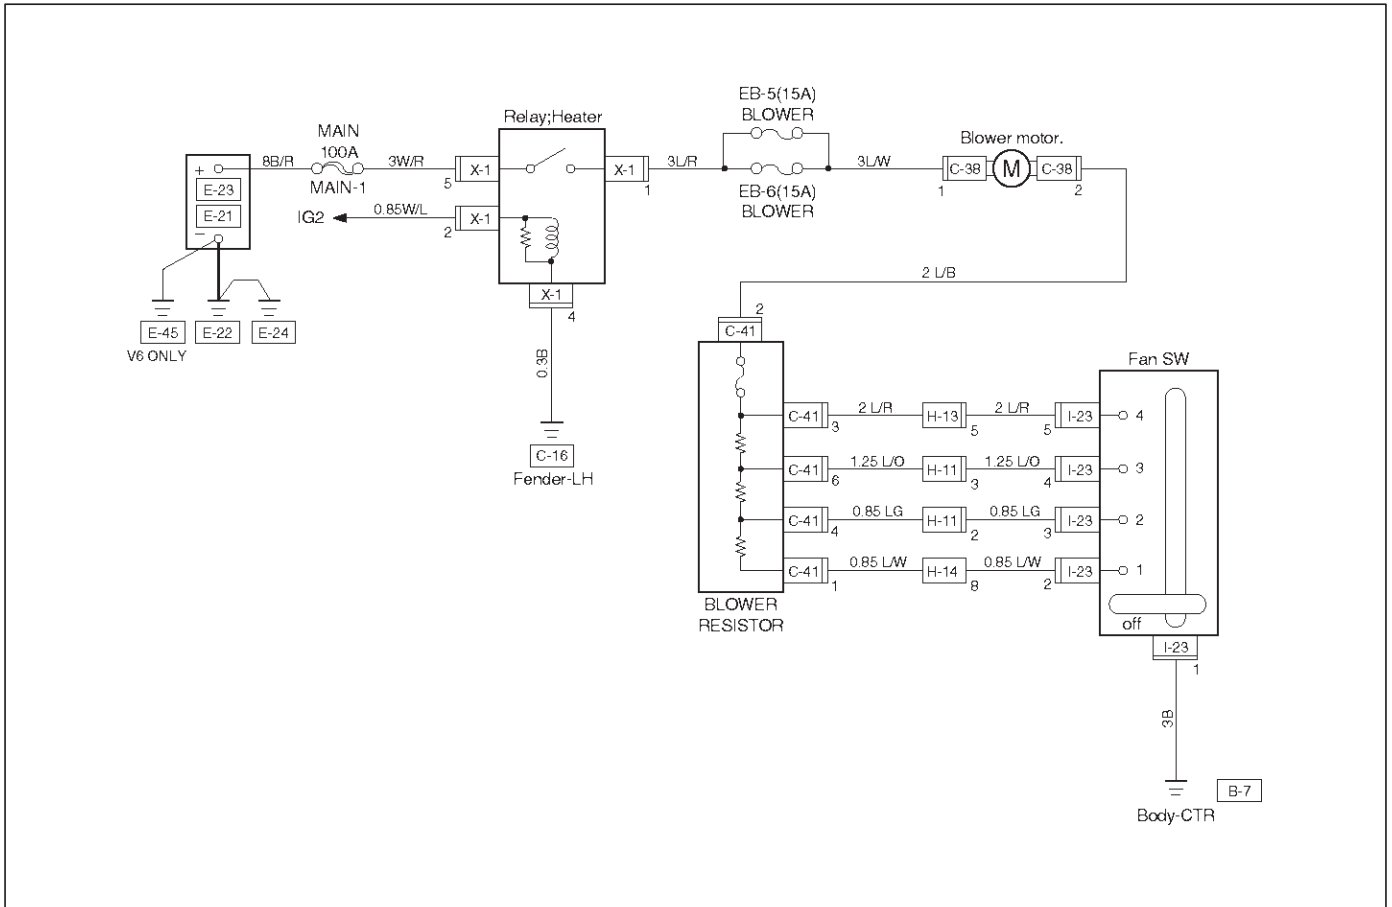 EB-5(15A)
BLOWER
Relay;Heater
MAIN
100A
Blower motor.
8B/R
3W/R
3L/R
3L/W
+
X-1
X-1
C-38
M
C-38
MAIN-1
5
1
EB-6(15A)
BLOWER
1
2
E-23
E-21
IG2
0.85W/L
X-1
2
−
2 L/B
X-1
4
2
C-41
E-45
E-22
E-24
V6 ONLY
0.3B
Fan SW
C-41
3
2 L/R
H-13
5
2 L/R
5
I-23
4
C-16
Fender-LH
C-41
6
1.25 L/O
H-11
3
1.25 L/O
4
I-23
3
C-41
4
0.85 LG
H-11
2
0.85 LG
3
I-23
2
C-41
1
0.85 L/W
H-14
8
0.85 L/W
2
I-23
1
BLOWER
RESISTOR
off
I-23
1
3B
B-7
Body-CTR